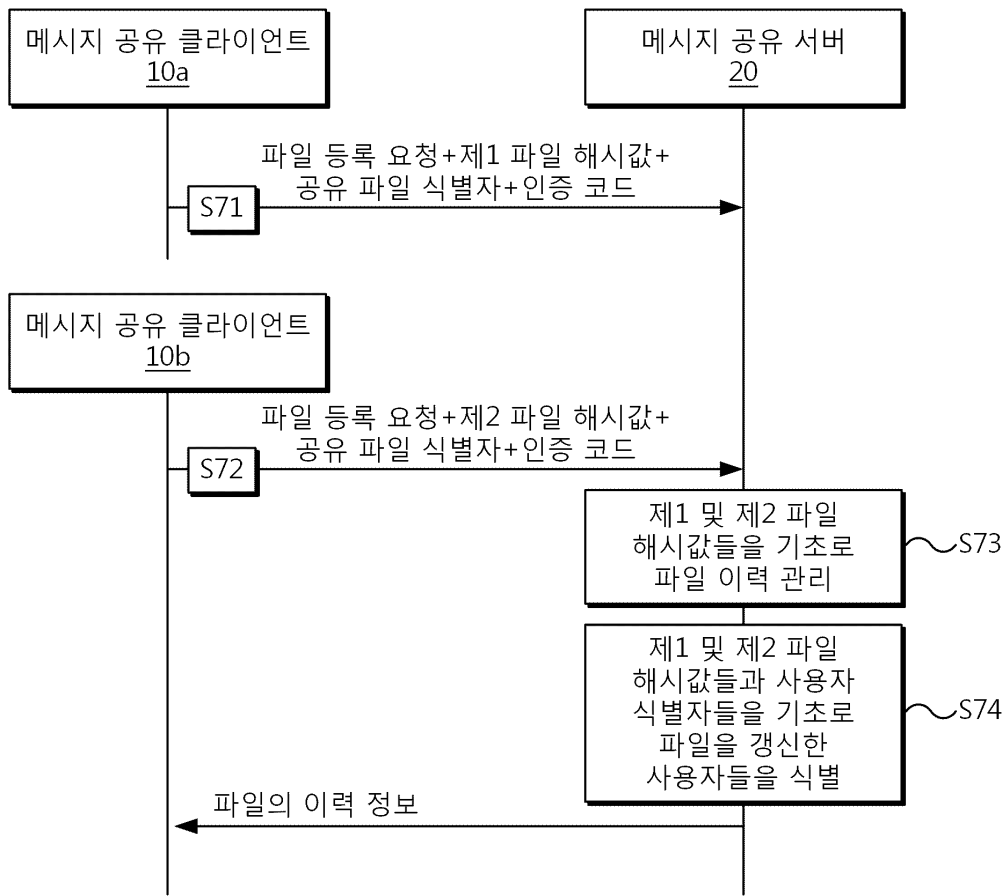 메시지 공유 클라이언트
10a
메시지 공유 서버
20
파일 등록 요청+제1 파일 해시값+
공유 파일 식별자+인증 코드
S71
메시지 공유 클라이언트
10b
파일 등록 요청+제2 파일 해시값+
공유 파일 식별자+인증 코드
S72
제1 및 제2 파일
해시값들을 기초로
파일 이력 관리
S73
제1 및 제2 파일
해시값들과 사용자
식별자들을 기초로
파일을 갱신한
사용자들을 식별
S74
파일의 이력 정보